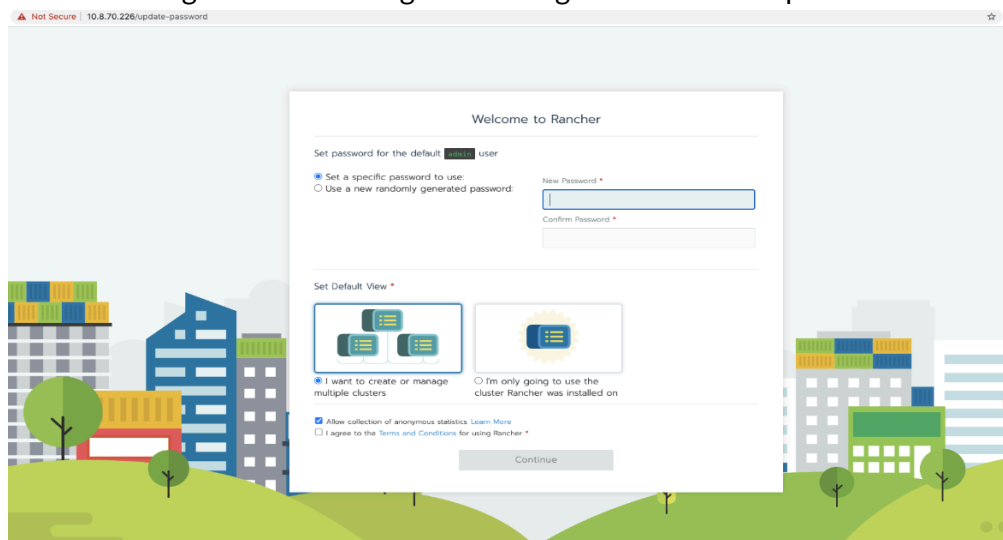 Not Secure | 10.8.70.226/update-password
Welcome to Rancher
Set password for the default admin user
Set a specific password to use:
Use a new randomly generated password:
New Password *
Confirm Password *
Set Default View *
I want to create or manage
multiple clusters
I'm only going to use the
cluster Rancher was installed on
Allow collection of anonymous statistics Learn More
I agree to the Terms and Conditions for using Rancher *
Continue